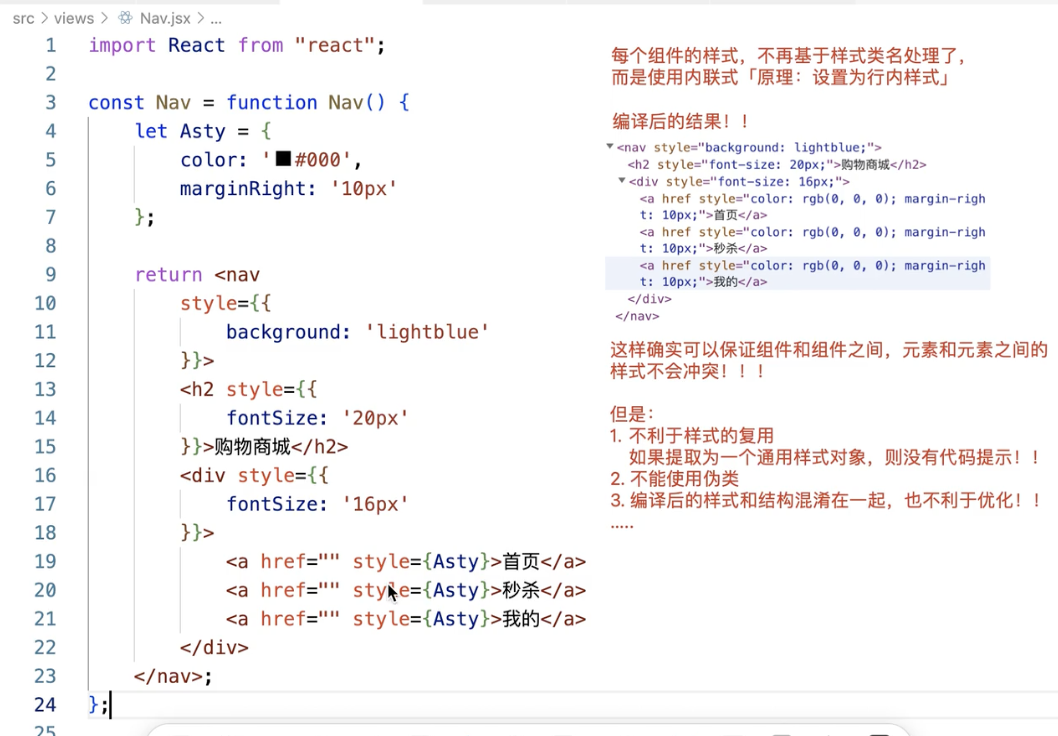 src > views > Nav.jsx > ...
1 import React from "react";
2
3 const Nav = function Nav() {
4 let Asty = {
5 color: '#000',
6 marginRight: '10px'
7 };
8
9 return <nav
10 style={{
11 background: 'lightblue'
12 }}>
13 <h2 style={{
14 fontSize: '20px'
15 }}>购物商城</h2>
16 <div style={{
17 fontSize: '16px'
18 }}>
19 <a href="" style={Asty}>首页</a>
20 <a href="" style={Asty}>秒杀</a>
21 <a href="" style={Asty}>我的</a>
22 </div>
23 </nav>;
24 };
25
每个组件的样式，不再基于样式类名处理了，
而是使用内联式「原理：设置为行内样式」
编译后的结果！！
<nav style="background: lightblue;">
<h2 style="font-size: 20px;">购物商城</h2>
<div style="font-size: 16px;">
<a href style="color: rgb(0, 0, 0); margin-righ
t: 10px;">首页</a>
<a href style="color: rgb(0, 0, 0); margin-righ
t: 10px;">秒杀</a>
<a href style="color: rgb(0, 0, 0); margin-righ
t: 10px;">我的</a>
</div>
</nav>
这样确实可以保证组件和组件之间，元素和元素之间的
样式不会冲突！！！
但是：
1. 不利于样式的复用
如果提取为一个通用样式对象，则没有代码提示！！
2. 不能使用伪类
3. 编译后的样式和结构混淆在一起，也不利于优化！！
.....